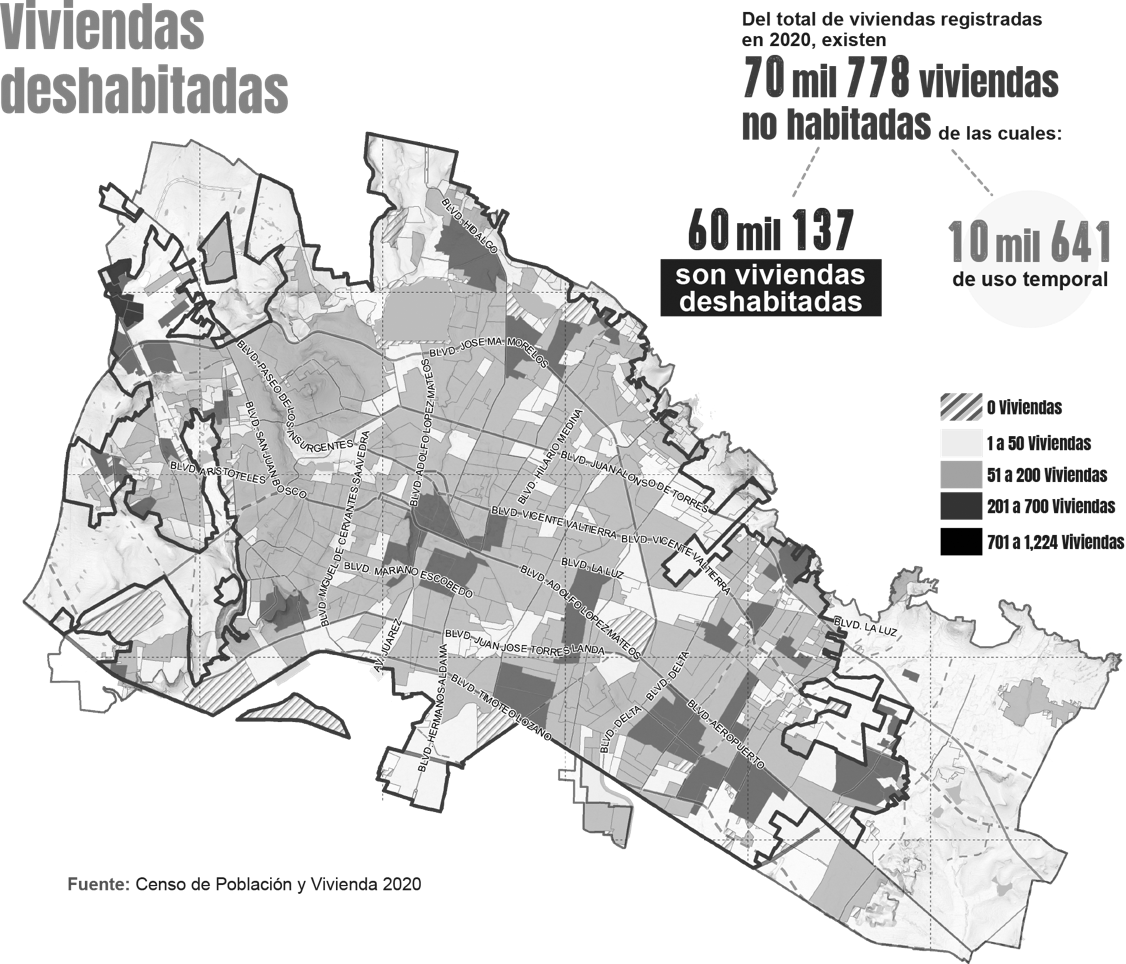 Viviendas
deshabitadas
Del total de viviendas registradas
en 2020, existen
70 mil 778 viviendas
no habitadas de las cuales:
60 mil 137
son viviendas
deshabitadas
10 mil 641
de uso temporal
0 Viviendas
1 a 50 Viviendas
51 a 200 Viviendas
201 a 700 Viviendas
701 a 1,224 Viviendas
BLVD. HIDALGO
BLVD. JOSE MA. MORELOS
BLVD. PASEO DE LOS INSURGENTES
BLVD. SAN JUAN BOSCO
BLVD. ARISTOTELES
BLVD. MIGUEL DE CERVANTES SAAVEDRA
BLVD. ADOLFO LOPEZ MATEOS
BLVD. HILARIO MEDINA
BLVD. JUAN ALONSO DE TORRES
BLVD. VICENTE VALTIERRA
BLVD. VICENTE VALTIERRA
BLVD. MARIANO ESCOBEDO
BLVD. LA LUZ
BLVD. ADOLFO LOPEZ MATEOS
BLVD. LA LUZ
AV. JUAREZ
BLVD. JUAN JOSE TORRES LANDA
BLVD. HERMANOS ALDAMA
BLVD. TIMOTEO LOZANO
BLVD. DELTA
BLVD. DELTA
BLVD. AEROPUERTO
Fuente: Censo de Población y Vivienda 2020